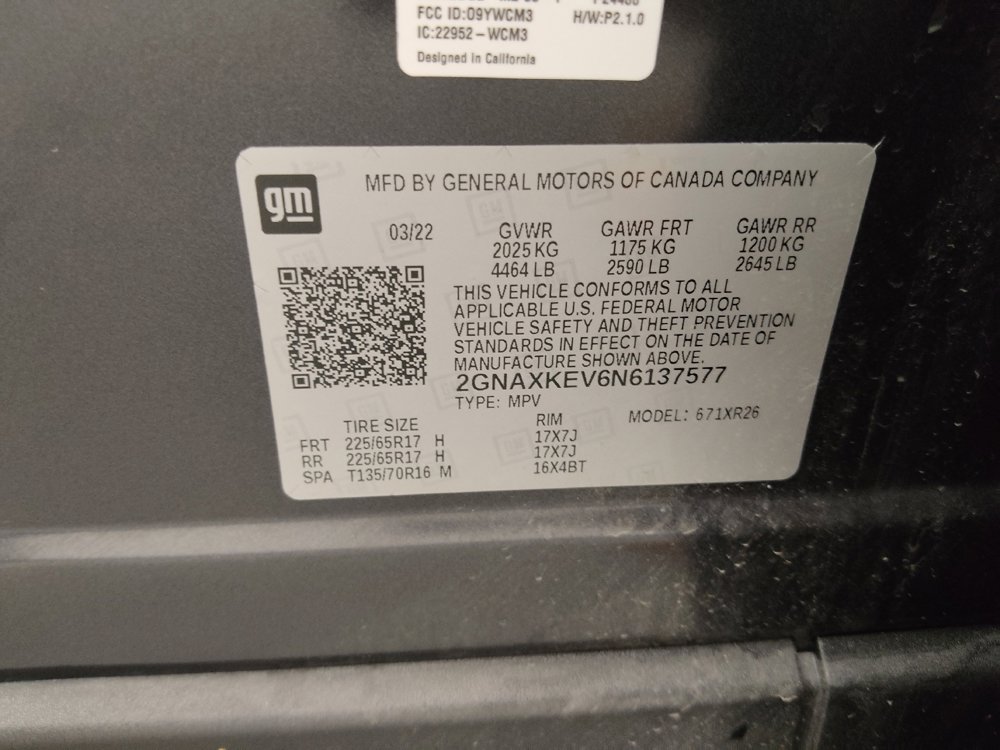 FCC ID:O9YWCM3 H/W:P2.1.0
IC:22952-WCM3
Designed in California
gm
MFD BY GENERAL MOTORS OF CANADA COMPANY
03/22 GVWR GAWR FRT GAWR RR
2025 KG 1175 KG 1200 KG
4464 LB 2590 LB 2645 LB
THIS VEHICLE CONFORMS TO ALL
APPLICABLE U.S. FEDERAL MOTOR
VEHICLE SAFETY AND THEFT PREVENTION
STANDARDS IN EFFECT ON THE DATE OF
MANUFACTURE SHOWN ABOVE.
2GNAXKEV6N6137577
TYPE: MPV
TIRE SIZE RIM MODEL: 671XR26
FRT 225/65R17 H 17X7J
RR 225/65R17 H 17X7J
SPA T135/70R16 M 16X4BT